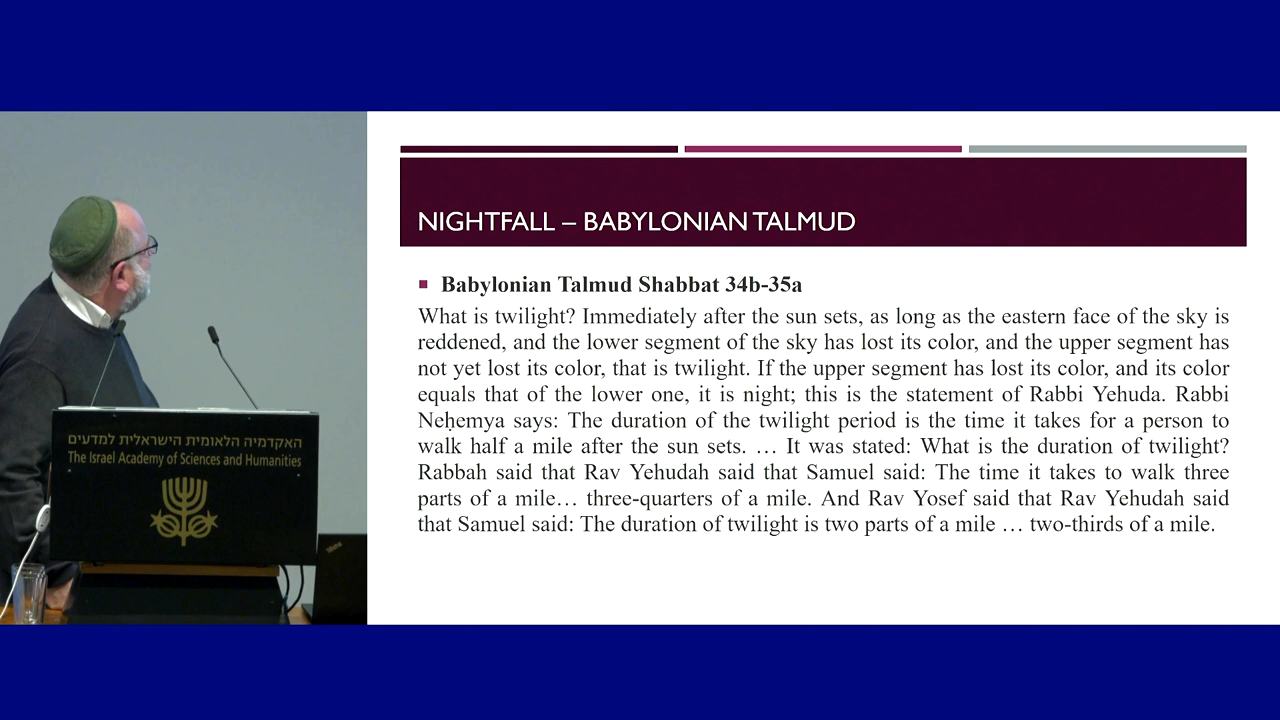 האקדמיה הלאומית הישראלית למדעים
The Israel Academy of Sciences and Humanities
NIGHTFALL – BABYLONIAN TALMUD
Babylonian Talmud Shabbat 34b-35a
What is twilight? Immediately after the sun sets, as long as the eastern face of the sky is
reddened, and the lower segment of the sky has lost its color, and the upper segment has
not yet lost its color, that is twilight. If the upper segment has lost its color, and its color
equals that of the lower one, it is night; this is the statement of Rabbi Yehuda. Rabbi
Neḥemya says: The duration of the twilight period is the time it takes for a person to
walk half a mile after the sun sets. … It was stated: What is the duration of twilight?
Rabbah said that Rav Yehudah said that Samuel said: The time it takes to walk three
parts of a mile… three-quarters of a mile. And Rav Yosef said that Rav Yehudah said
that Samuel said: The duration of twilight is two parts of a mile … two-thirds of a mile.